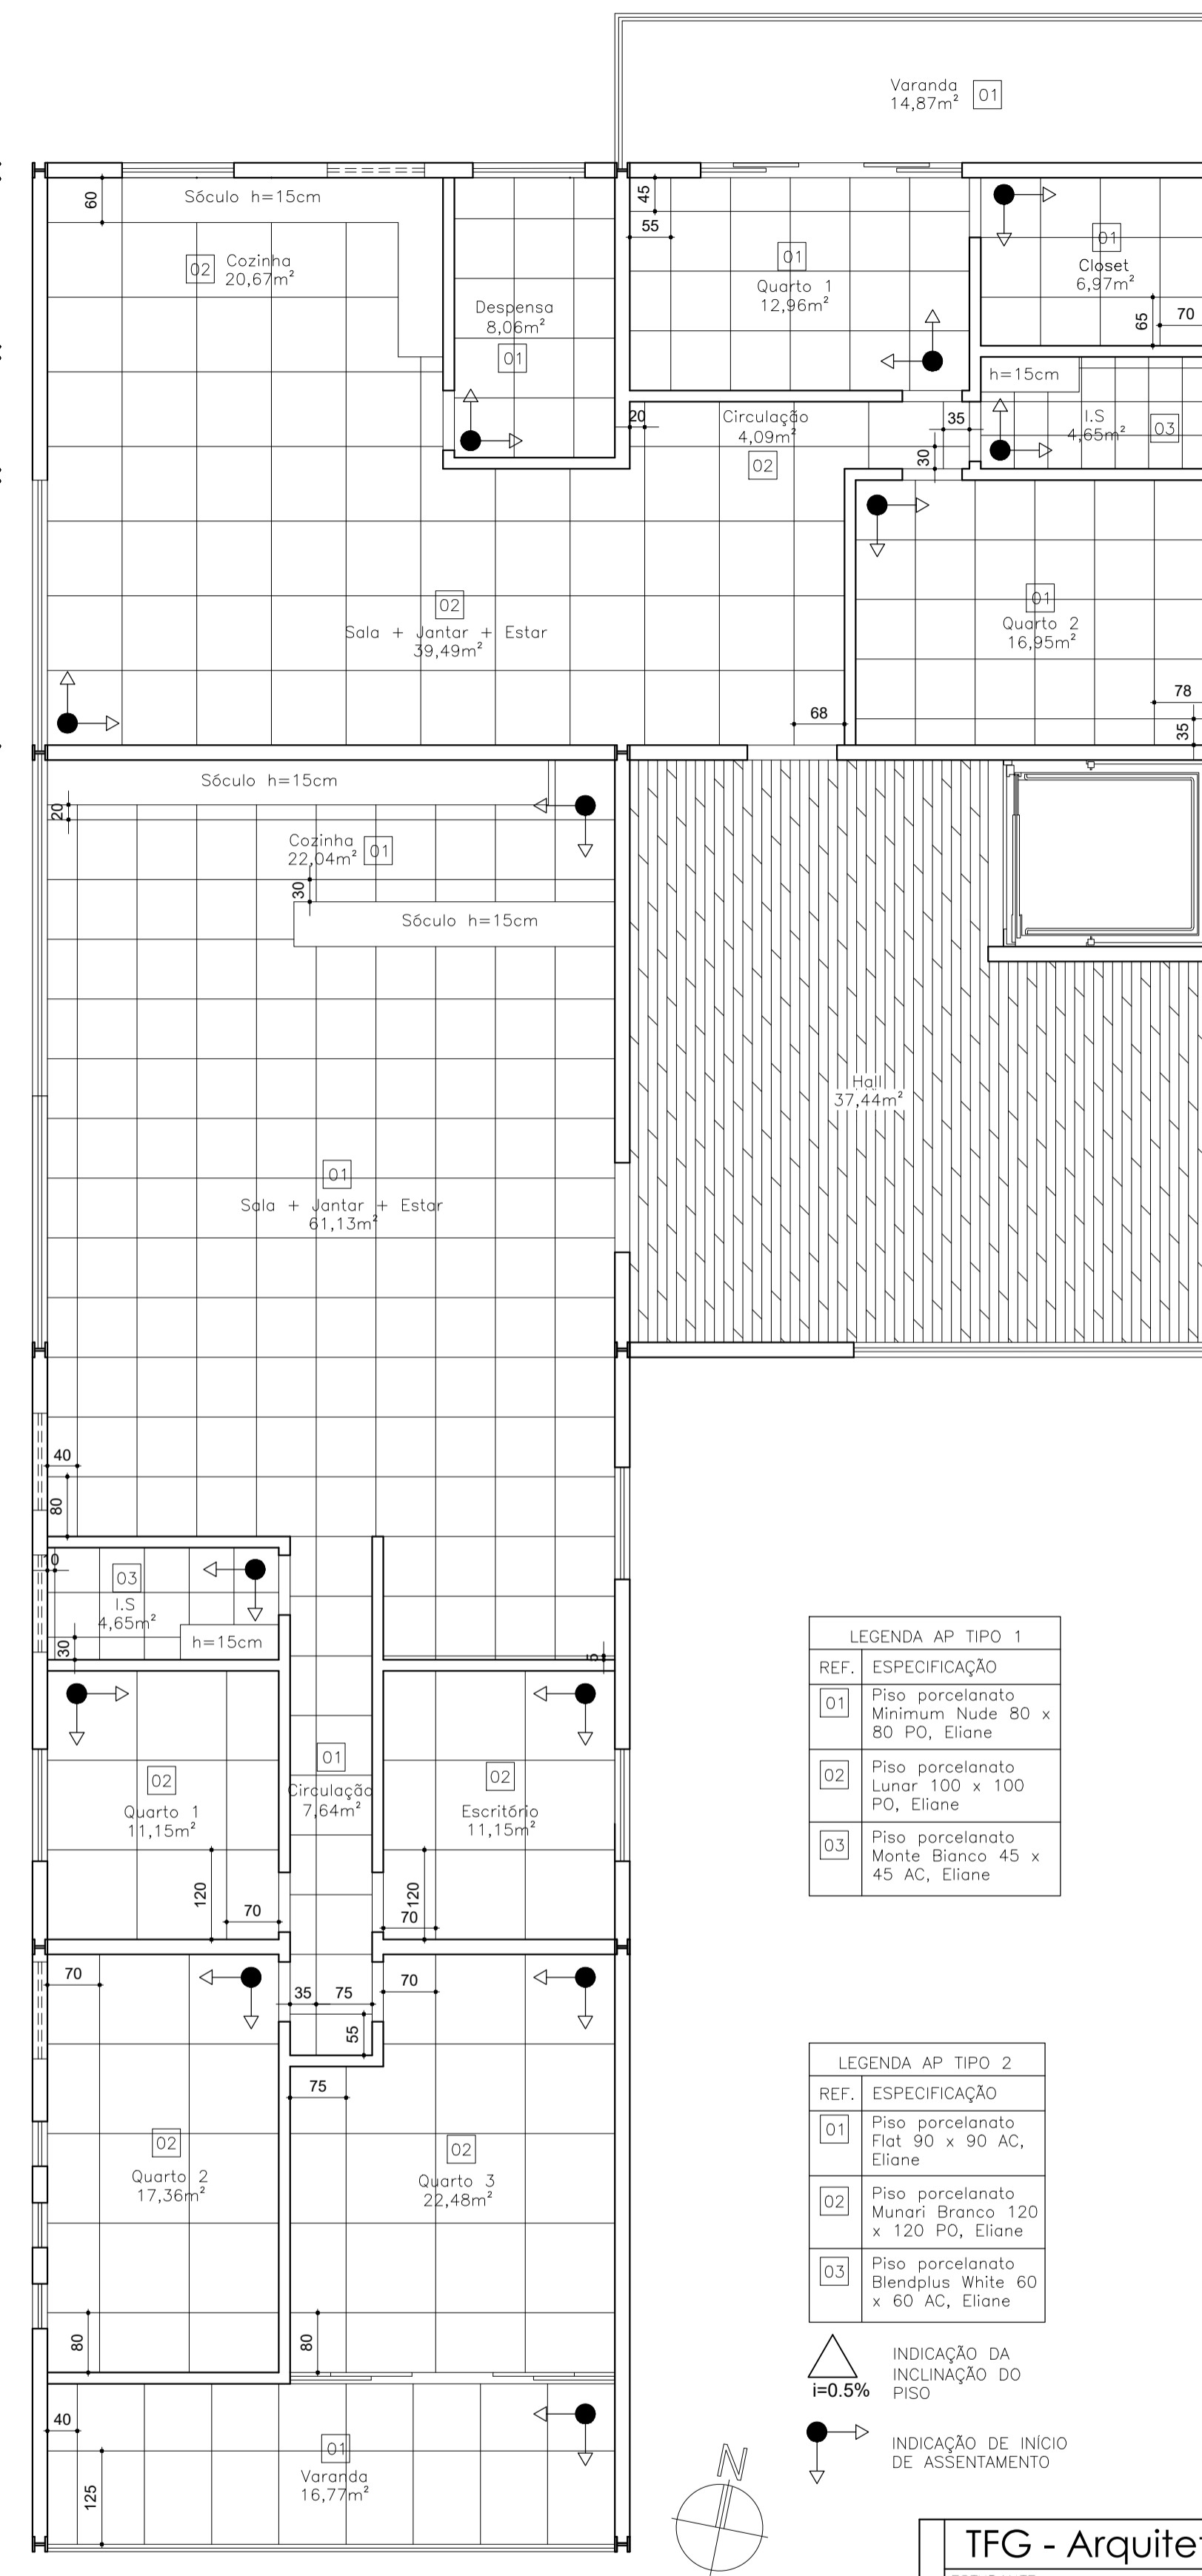 Varanda
14,87m² 01
60
Sóculo h=15cm
45
55
01
02 Cozinha
20,67m²
01
Quarto 1
12,96m²
Closet
6,97m²
Despensa
8,06m²
01
65
70
h=15cm
20
Circulação
4,09m²
02
35
30
I.S
4,65m²
03
02
Sala + Jantar + Estar
39,49m²
01
Quarto 2
16,95m²
78
35
68
Sóculo h=15cm
20
Cozinha
22,04m²
01
30
Sóculo h=15cm
Hall
37,44m²
01
Sala + Jantar + Estar
61,13m²
40
80
10
03
I.S
4,65m²
30
h=15cm
5
01
02
Quarto 1
11,15m²
Circulação
7,64m²
02
Escritório
11,15m²
120
70
120
70
70
35
75
70
55
75
02
Quarto 2
17,36m²
02
Quarto 3
22,48m²
80
80
40
01
Varanda
16,77m²
125
LEGENDA AP TIPO 1
REF. ESPECIFICAÇÃO
01 Piso porcelanato
Minimum Nude 80 x
80 PO, Eliane
02 Piso porcelanato
Lunar 100 x 100
PO, Eliane
03 Piso porcelanato
Monte Bianco 45 x
45 AC, Eliane
LEGENDA AP TIPO 2
REF. ESPECIFICAÇÃO
01 Piso porcelanato
Flat 90 x 90 AC,
Eliane
02 Piso porcelanato
Munari Branco 120
x 120 PO, Eliane
03 Piso porcelanato
Blendplus White 60
x 60 AC, Eliane
i=0.5%
INDICAÇÃO DA
INCLINAÇÃO DO
PISO
INDICAÇÃO DE INÍCIO
DE ASSENTAMENTO
N
TFG - Arquite